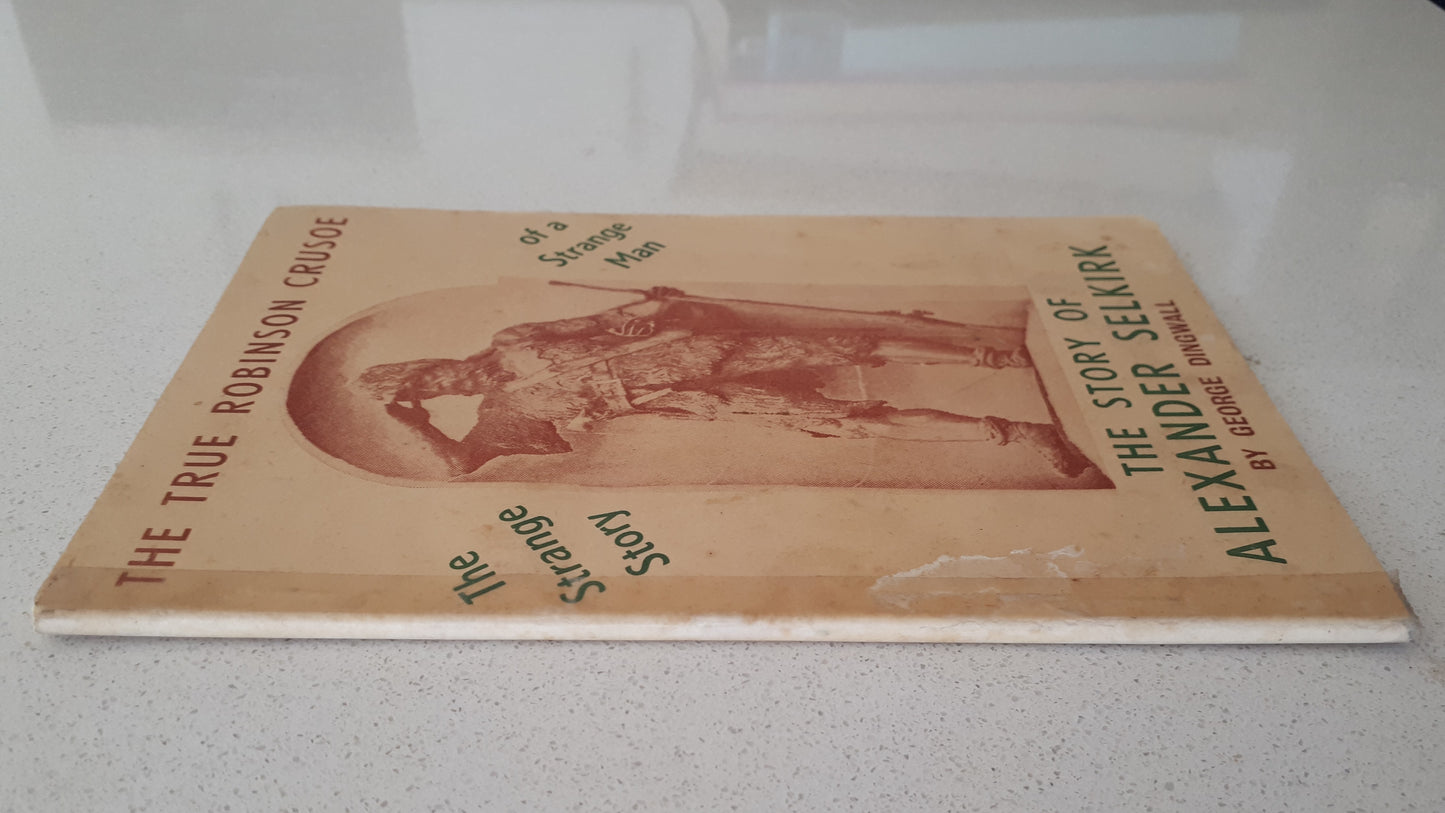 THE TRUE ROBINSON CRUSOE
The
Strange
Story
of a
Strange
Man
THE STORY OF
ALEXANDER SELKIRK
BY GEORGE DINGWALL